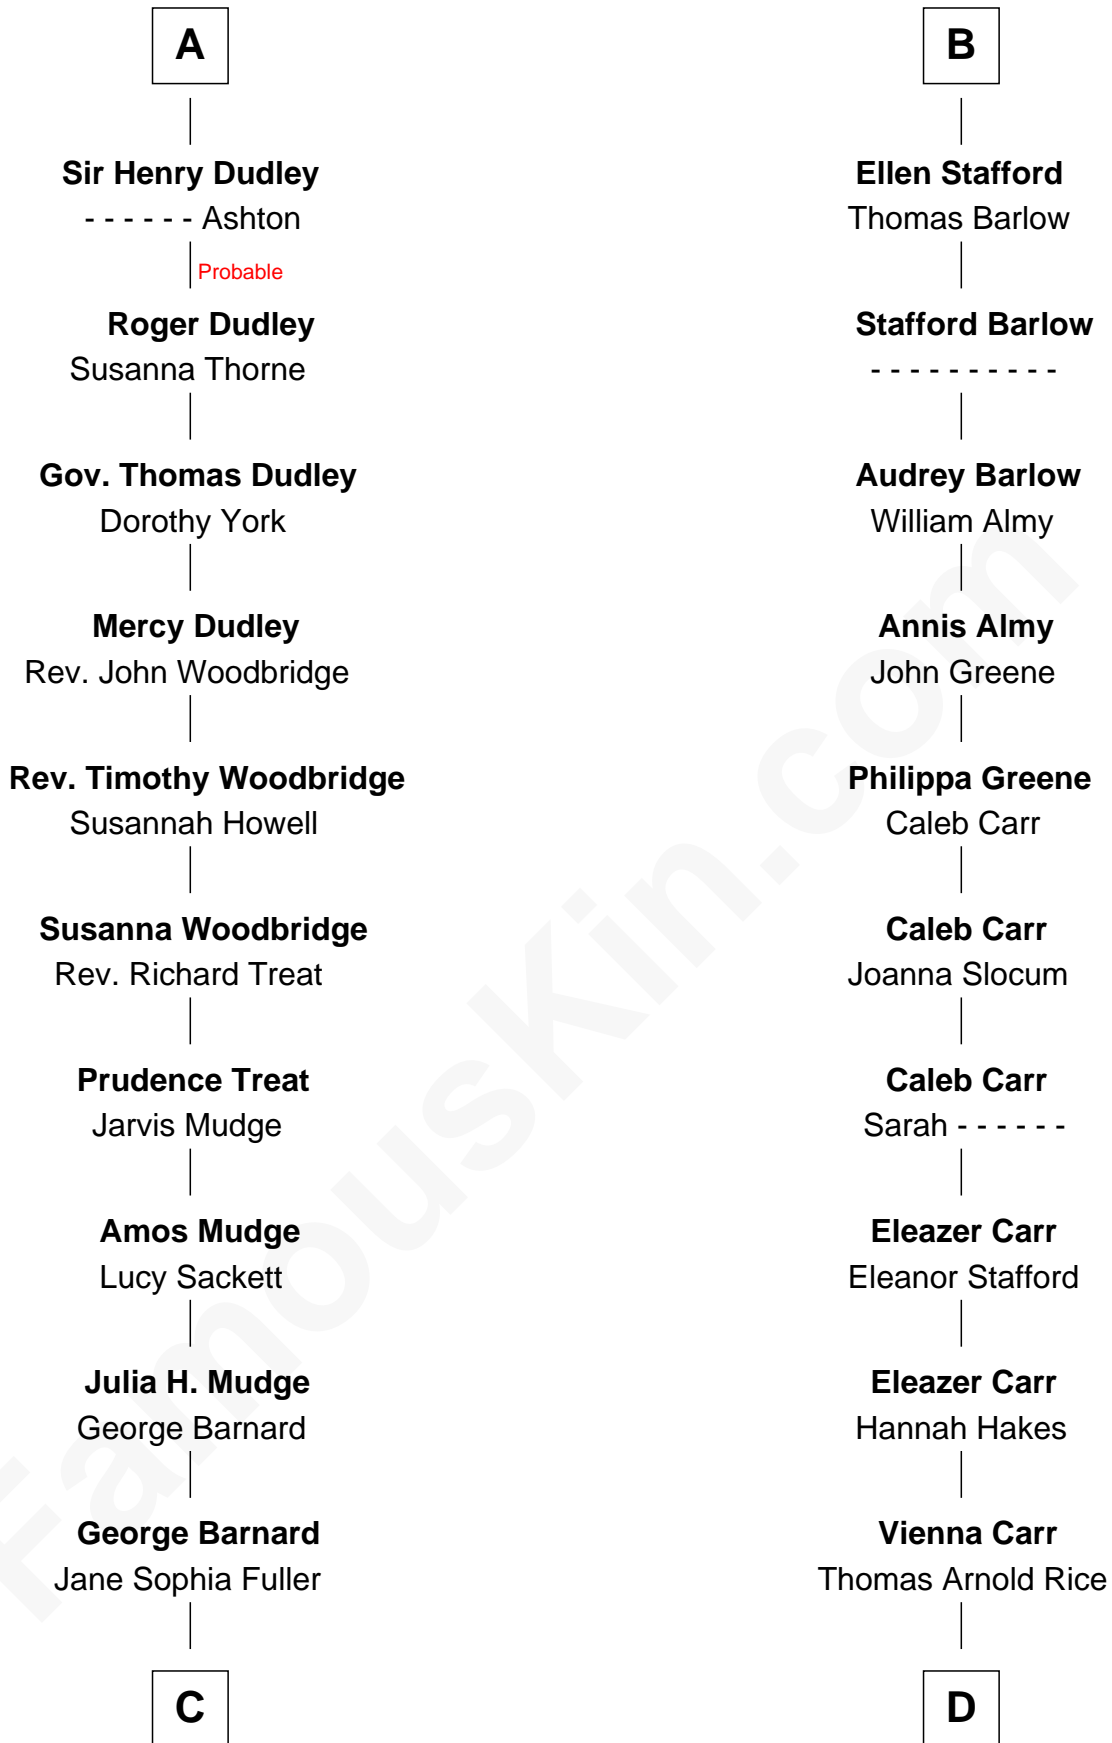 A
Sir Henry Dudley
- - - - - - Ashton
Probable
Roger Dudley
Susanna Thorne
Gov. Thomas Dudley
Dorothy York
Mercy Dudley
Rev. John Woodbridge
Rev. Timothy Woodbridge
Susannah Howell
Susanna Woodbridge
Rev. Richard Treat
Prudence Treat
Jarvis Mudge
Amos Mudge
Lucy Sackett
Julia H. Mudge
George Barnard
George Barnard
Jane Sophia Fuller
C
B
Ellen Stafford
Thomas Barlow
Stafford Barlow
- - - - - - - - - -
Audrey Barlow
William Almy
Annis Almy
John Greene
Philippa Greene
Caleb Carr
Caleb Carr
Joanna Slocum
Caleb Carr
Sarah - - - - - -
Eleazer Carr
Eleanor Stafford
Eleazer Carr
Hannah Hakes
Vienna Carr
Thomas Arnold Rice
D
FamousKin.com